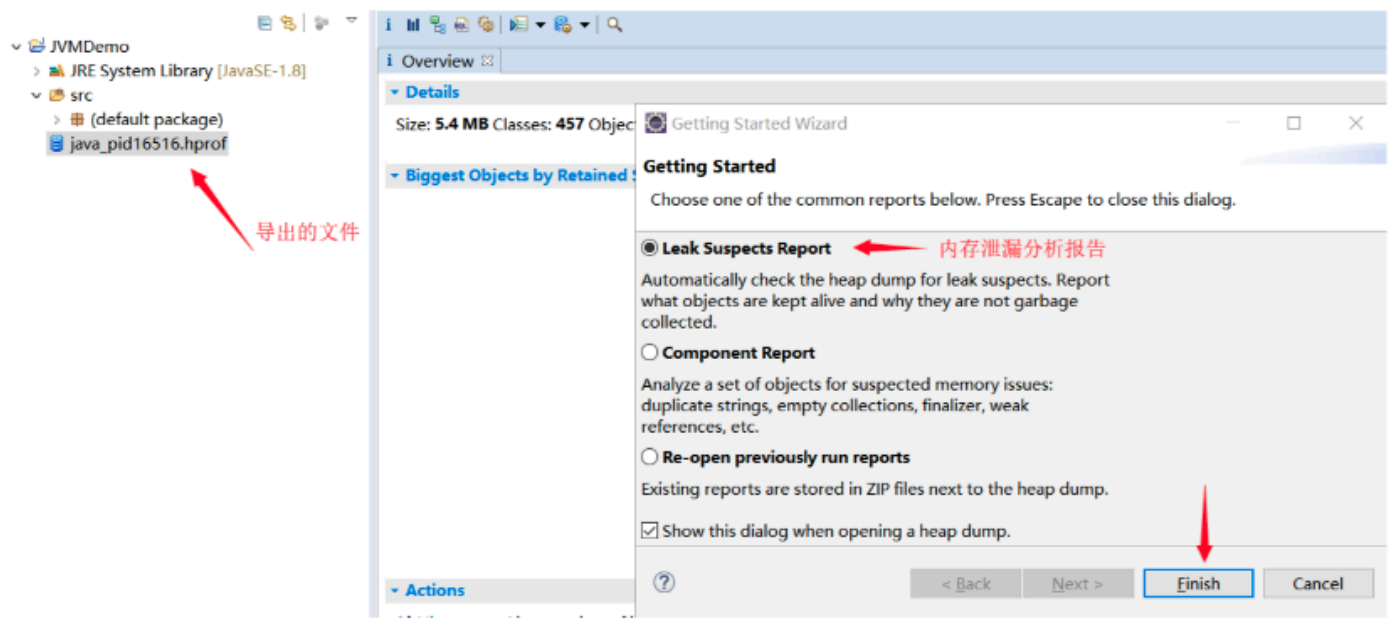 JVMDemo
JRE System Library [JavaSE-1.8]
src
(default package)
java_pid16516.hprof
导出的文件
Overview
Details
Size: 5.4 MB Classes: 457
Biggest Objects by Retained
Actions
Getting Started Wizard
Getting Started
Choose one of the common reports below. Press Escape to close this dialog.
Leak Suspects Report
内存泄漏分析报告
Automatically check the heap dump for leak suspects. Report
what objects are kept alive and why they are not garbage
collected.
Component Report
Analyze a set of objects for suspected memory issues:
duplicate strings, empty collections, finalizer, weak
references, etc.
Re-open previously run reports
Existing reports are stored in ZIP files next to the heap dump.
Show this dialog when opening a heap dump.
< Back
Next >
Finish
Cancel